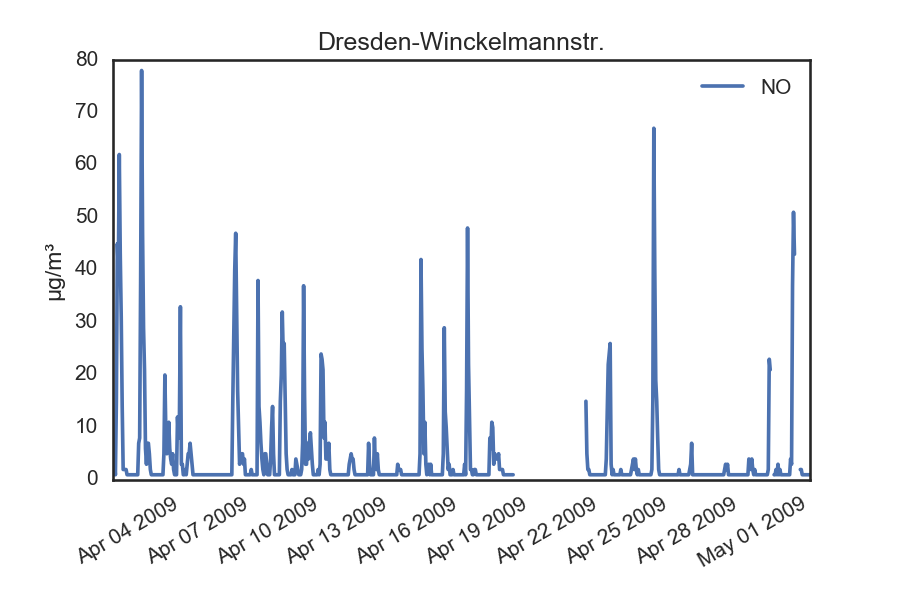 Dresden-Winckelmannstr.
NO
µg/m³
80
70
60
50
40
30
20
10
0
Apr 04 2009
Apr 07 2009
Apr 10 2009
Apr 13 2009
Apr 16 2009
Apr 19 2009
Apr 22 2009
Apr 25 2009
Apr 28 2009
May 01 2009